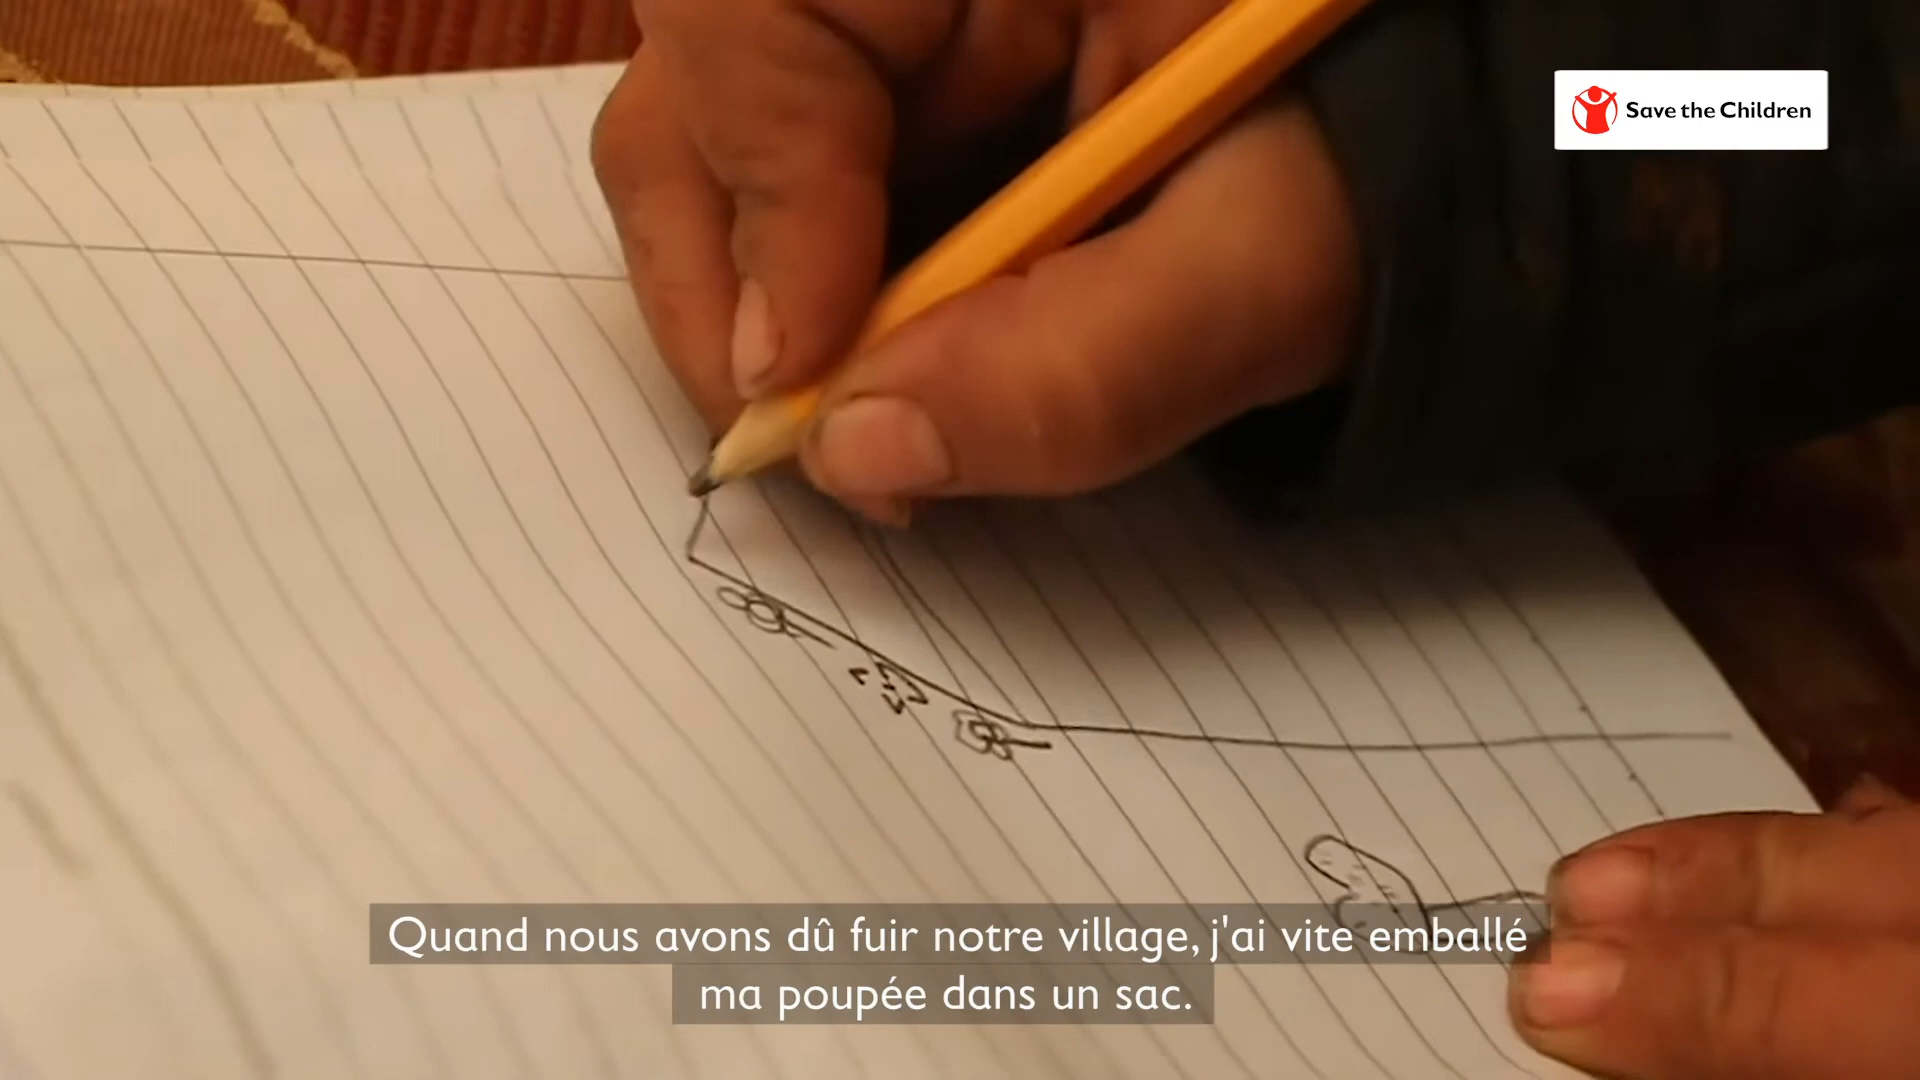 Save the Children
Quand nous avons dû fuir notre village, j'ai vite emballé
ma poupée dans un sac.